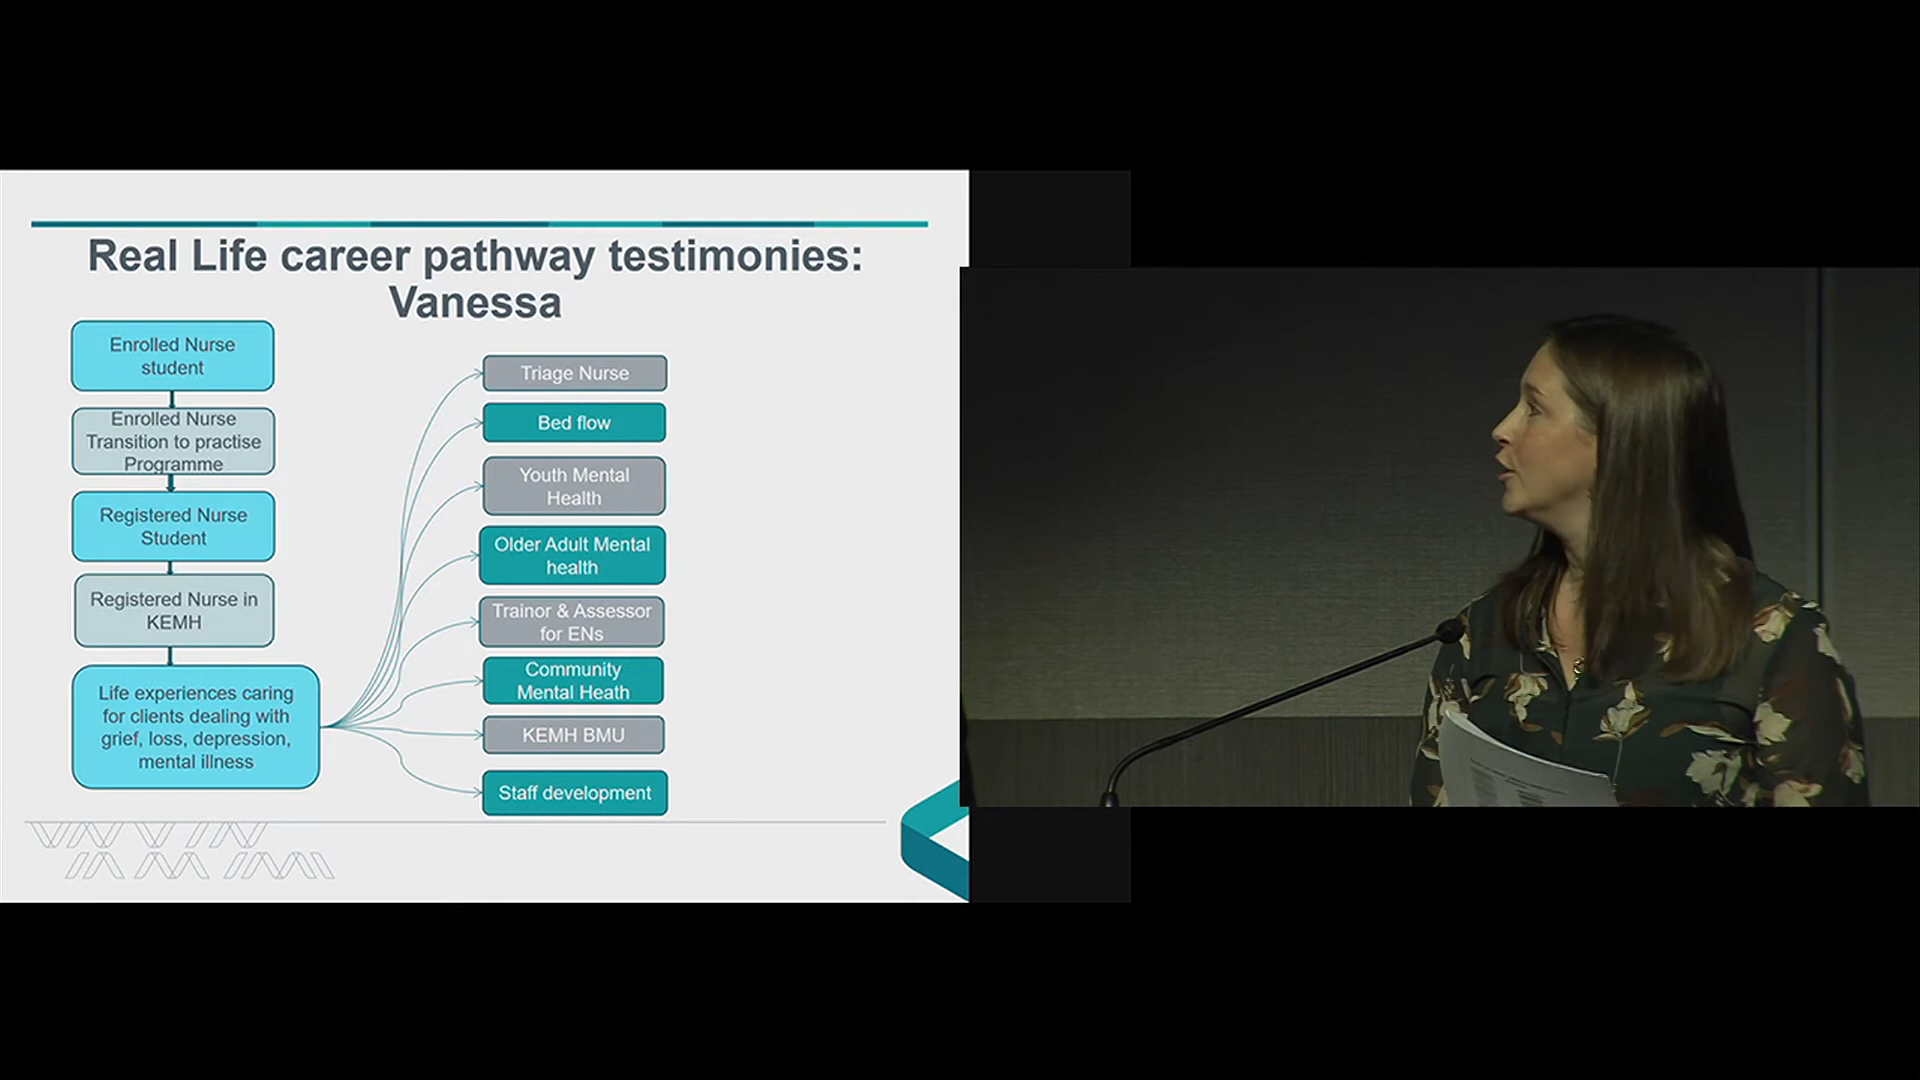 Real Life career pathway testimonies:
Vanessa
Enrolled Nurse
student
Enrolled Nurse
Transition to practise
Programme
Registered Nurse
Student
Registered Nurse in
KEMH
Life experiences caring
for clients dealing with
grief, loss, depression,
mental illness
Triage Nurse
Bed flow
Youth Mental
Health
Older Adult Mental
health
Trainor & Assessor
for ENs
Community
Mental Heath
KEMH BMU
Staff development